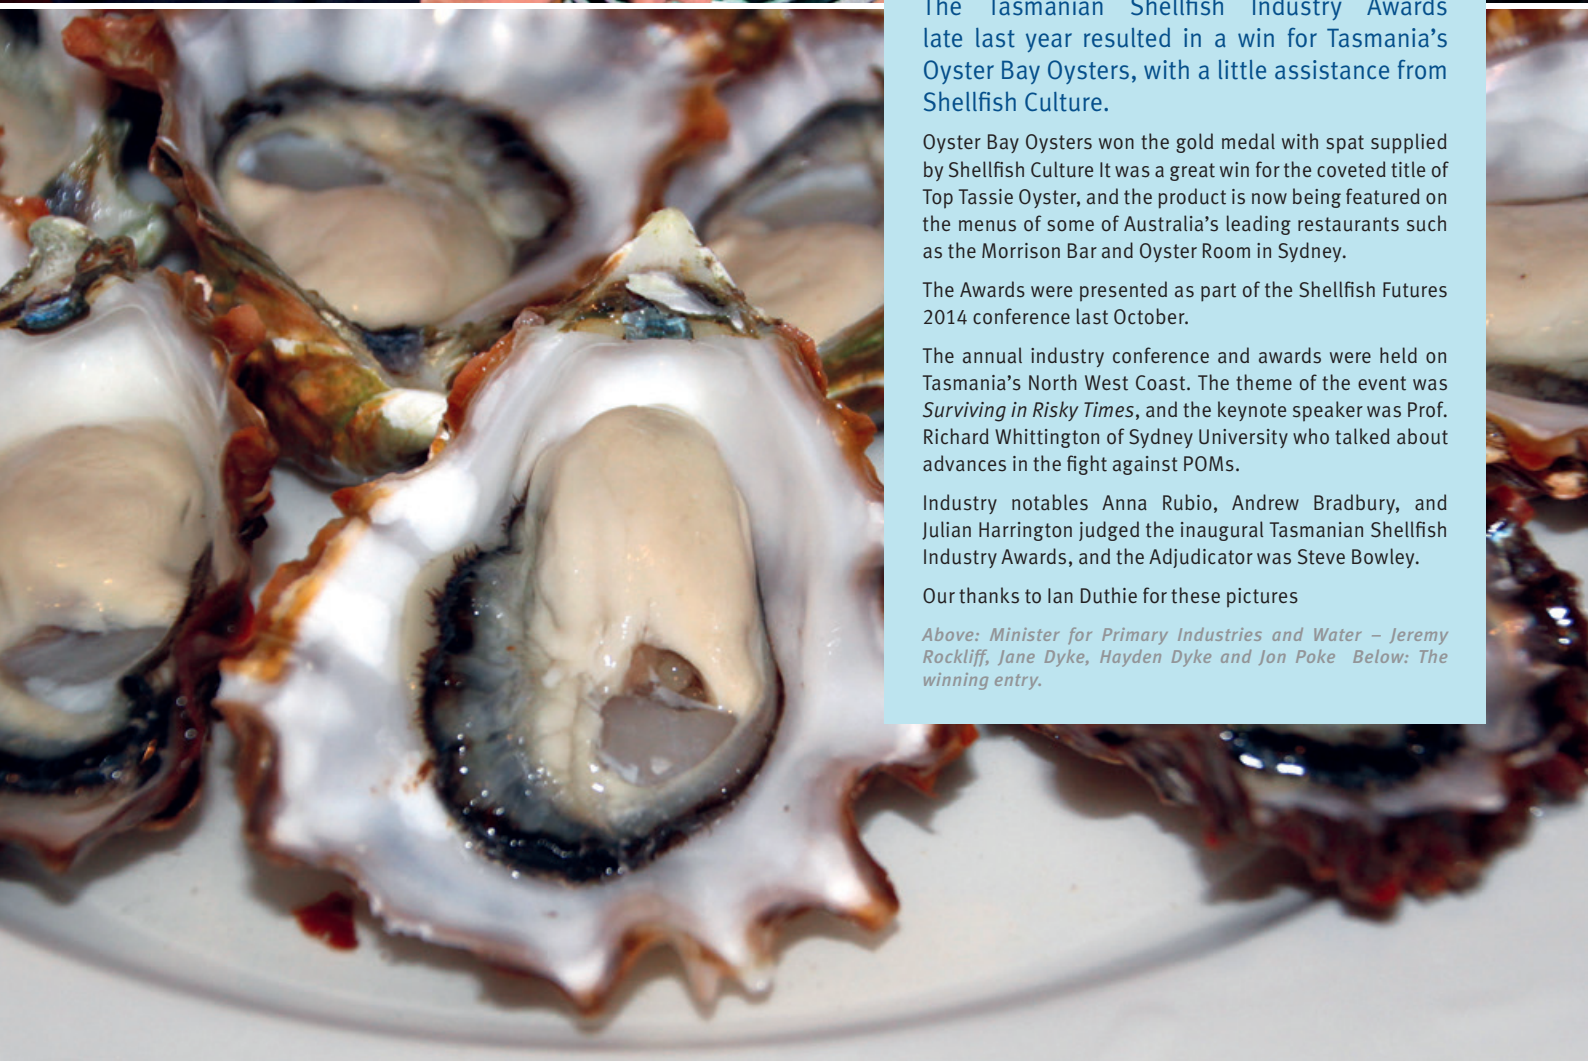 The Tasmanian Shellfish Industry Awards
late last year resulted in a win for Tasmania’s
Oyster Bay Oysters, with a little assistance from
Shellfish Culture.
Oyster Bay Oysters won the gold medal with spat supplied
by Shellfish Culture It was a great win for the coveted title of
Top Tassie Oyster, and the product is now being featured on
the menus of some of Australia’s leading restaurants such
as the Morrison Bar and Oyster Room in Sydney.
The Awards were presented as part of the Shellfish Futures
2014 conference last October.
The annual industry conference and awards were held on
Tasmania’s North West Coast. The theme of the event was
Surviving in Risky Times, and the keynote speaker was Prof.
Richard Whittington of Sydney University who talked about
advances in the fight against POMs.
Industry notables Anna Rubio, Andrew Bradbury, and
Julian Harrington judged the inaugural Tasmanian Shellfish
Industry Awards, and the Adjudicator was Steve Bowley.
Our thanks to Ian Duthie for these pictures
Above: Minister for Primary Industries and Water – Jeremy
Rockliff, Jane Dyke, Hayden Dyke and Jon Poke Below: The
winning entry.